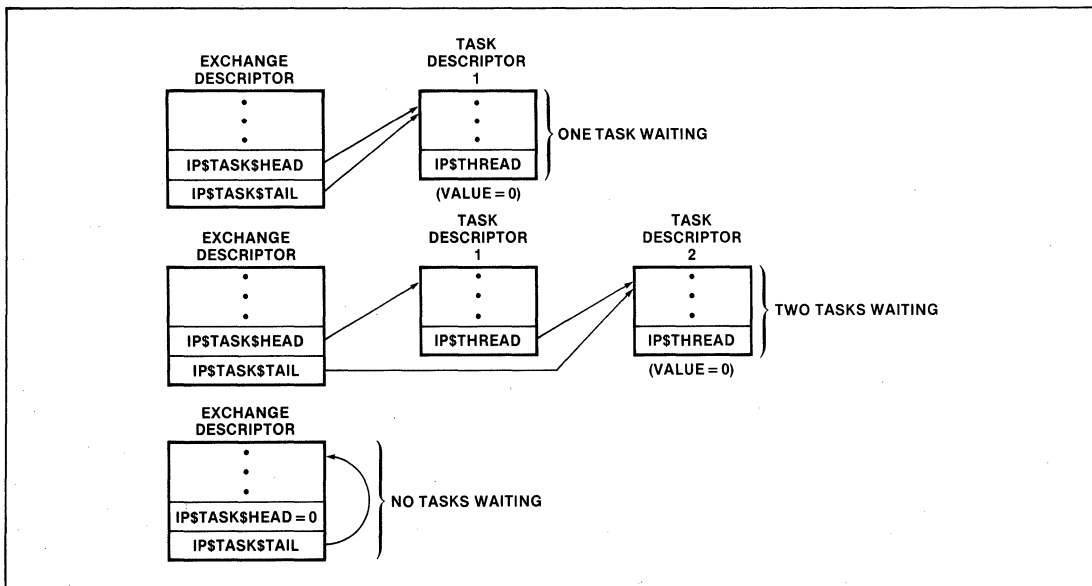 EXCHANGE
DESCRIPTOR
IP$TASK$HEAD
IP$TASK$TAIL
TASK
DESCRIPTOR
1
IP$THREAD
(VALUE = 0)
ONE TASK WAITING
EXCHANGE
DESCRIPTOR
IP$TASK$HEAD
IP$TASK$TAIL
TASK
DESCRIPTOR
1
IP$THREAD
TASK
DESCRIPTOR
2
IP$THREAD
(VALUE = 0)
TWO TASKS WAITING
EXCHANGE
DESCRIPTOR
IP$TASK$HEAD = 0
IP$TASK$TAIL
NO TASKS WAITING